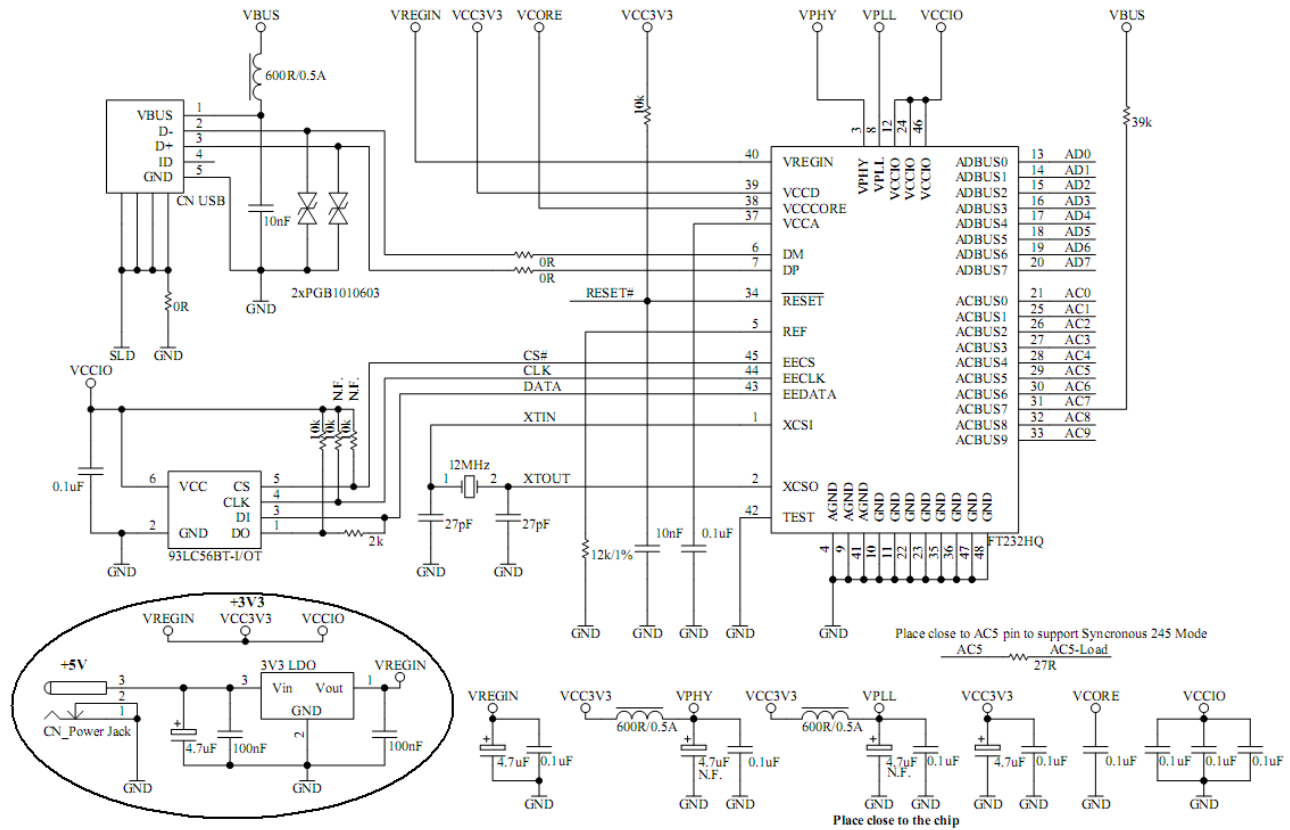 VBUS
VREGIN
VCC3V3
VCORE
VCC3V3
VPHY
VPLL
VCCIO
VBUS
600R/0.5A
10k
39k
VBUS
D-
D+
ID
GND
1
2
3
4
5
CN USB
10nF
2xPGB1010603
0R
SLD
GND
GND
0R
0R
RESET#
3
8
12
24
46
VPHY
VPLL
VCCIO
VCCIO
VCCIO
40 VREGIN
39 VCCD
38 VCCCORE
37 VCCA
6 DM
7 DP
34 RESET
5 REF
45 EECS
44 EECLK
43 EEDATA
1 XCSI
2 XCSO
42 TEST
ADBUS0 13 AD0
ADBUS1 14 AD1
ADBUS2 15 AD2
ADBUS3 16 AD3
ADBUS4 17 AD4
ADBUS5 18 AD5
ADBUS6 19 AD6
ADBUS7 20 AD7
ACBUS0 21 AC0
ACBUS1 25 AC1
ACBUS2 26 AC2
ACBUS3 27 AC3
ACBUS4 28 AC4
ACBUS5 29 AC5
ACBUS6 30 AC6
ACBUS7 31 AC7
ACBUS8 32 AC8
ACBUS9 33 AC9
AGND
AGND
AGND
GND
GND
GND
GND
GND
GND
GND
GND
4
9
41
10
11
22
23
35
36
47
48
FT232HQ
CS#
CLK
DATA
XTIN
XTOUT
VCCIO
N.F.
N.F.
10k
10k
10k
0.1uF
6 VCC
2 GND
CS 5
CLK 4
DI 3
DO 1
2k
93LC56BT-I/OT
GND
12MHz
1
2
27pF
27pF
GND
GND
12k/1%
10nF
0.1uF
GND
GND
GND
GND
GND
+3V3
VREGIN
VCC3V3
VCCIO
+5V
3
2
1
CN_Power Jack
3V3 LDO
3 Vin
Vout 1
GND
2
VREGIN
4.7uF
100nF
100nF
GND
GND
Place close to AC5 pin to support Syncronous 245 Mode
AC5
AC5-Load
27R
VREGIN
4.7uF
0.1uF
GND
VCC3V3
600R/0.5A
VPHY
4.7uF
N.F.
0.1uF
GND
GND
VCC3V3
600R/0.5A
VPLL
4.7uF
N.F.
0.1uF
GND
GND
VCC3V3
4.7uF
0.1uF
GND
GND
VCORE
0.1uF
GND
VCCIO
0.1uF
0.1uF
0.1uF
GND
+
+
+
+
+
Place close to the chip